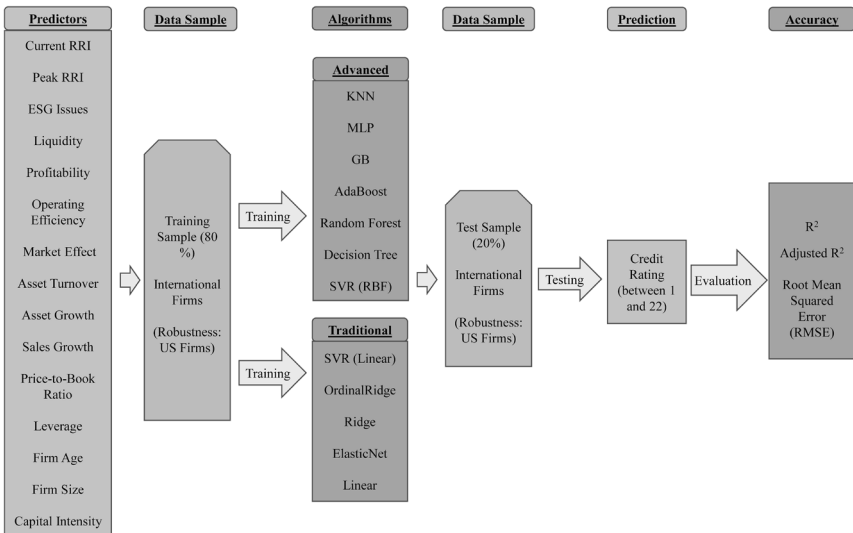 Predictors
Current RRI
Peak RRI
ESG Issues
Liquidity
Profitability
Operating
Efficiency
Market Effect
Asset Turnover
Asset Growth
Sales Growth
Price-to-Book
Ratio
Leverage
Firm Age
Firm Size
Capital Intensity
Data Sample
Training
Sample (80
%)
International
Firms
(Robustness:
US Firms)
Training
Training
Algorithms
Advanced
KNN
MLP
GB
AdaBoost
Random Forest
Decision Tree
SVR (RBF)
Traditional
SVR (Linear)
OrdinalRidge
Ridge
ElasticNet
Linear
Data Sample
Test Sample
(20%)
International
Firms
(Robustness:
US Firms)
Testing
Prediction
Credit
Rating
(between 1
and 22)
Evaluation
Accuracy
R²
Adjusted R²
Root Mean
Squared
Error
(RMSE)